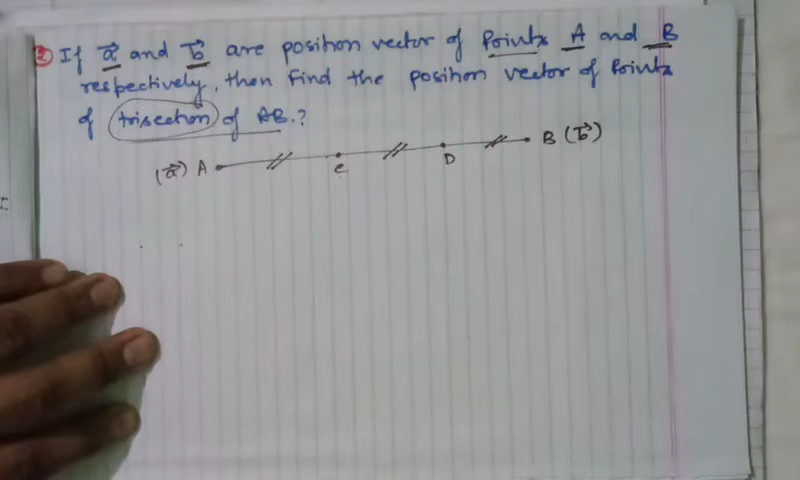 2) If a⃗ and b⃗ are position vector of Points A and B
respectively, then find the position vector of Points
of trisection of AB.?
(a⃗) A C D B (b⃗)